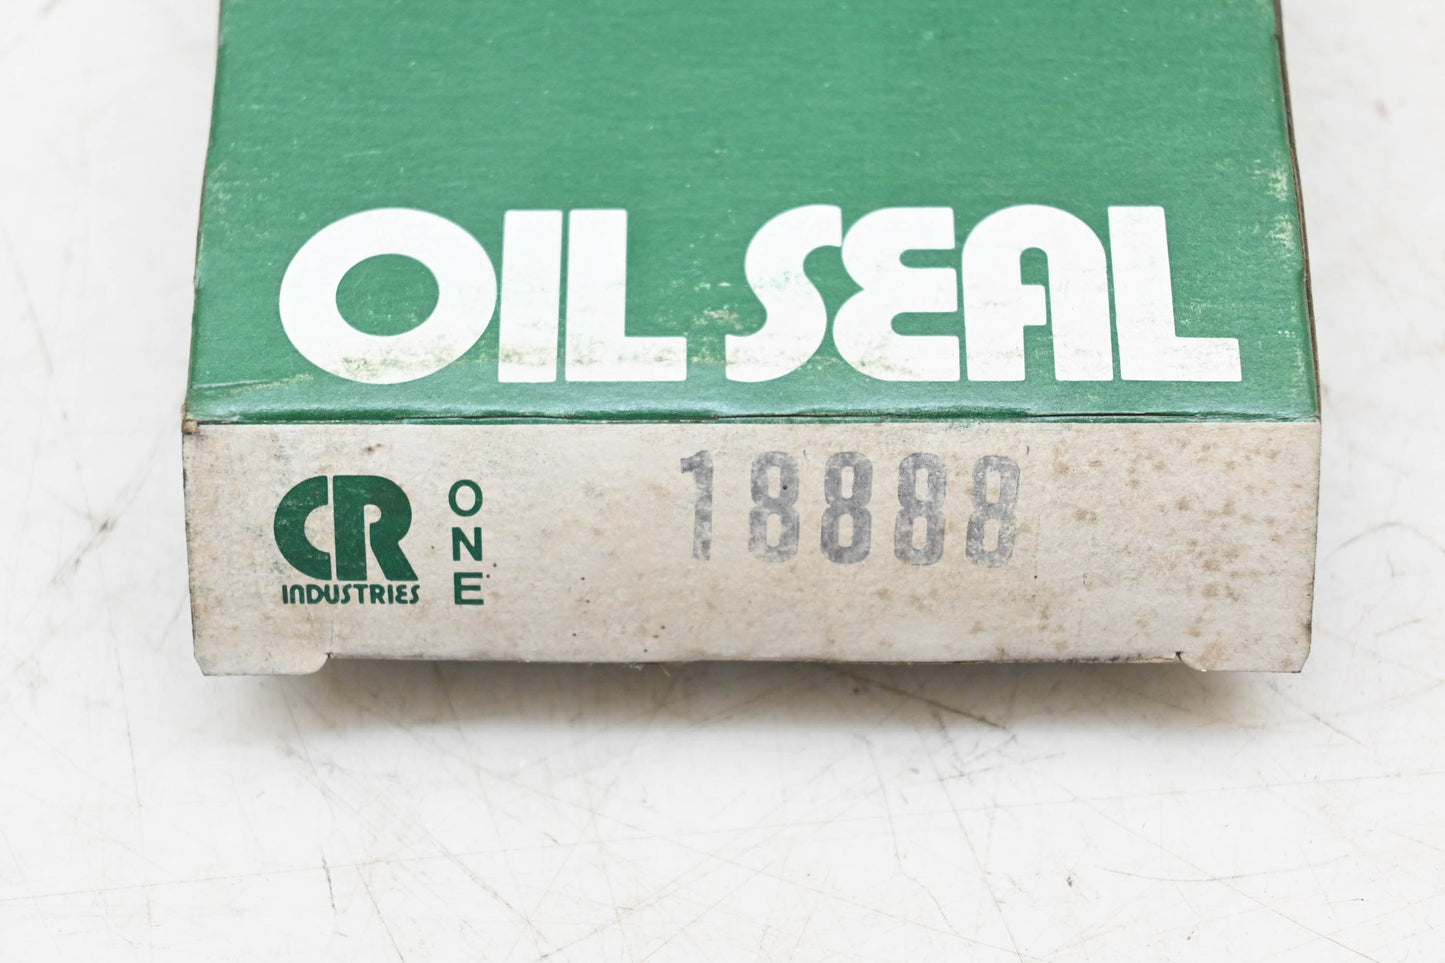 OIL SEAL
CR
INDUSTRIES
ONE
18888